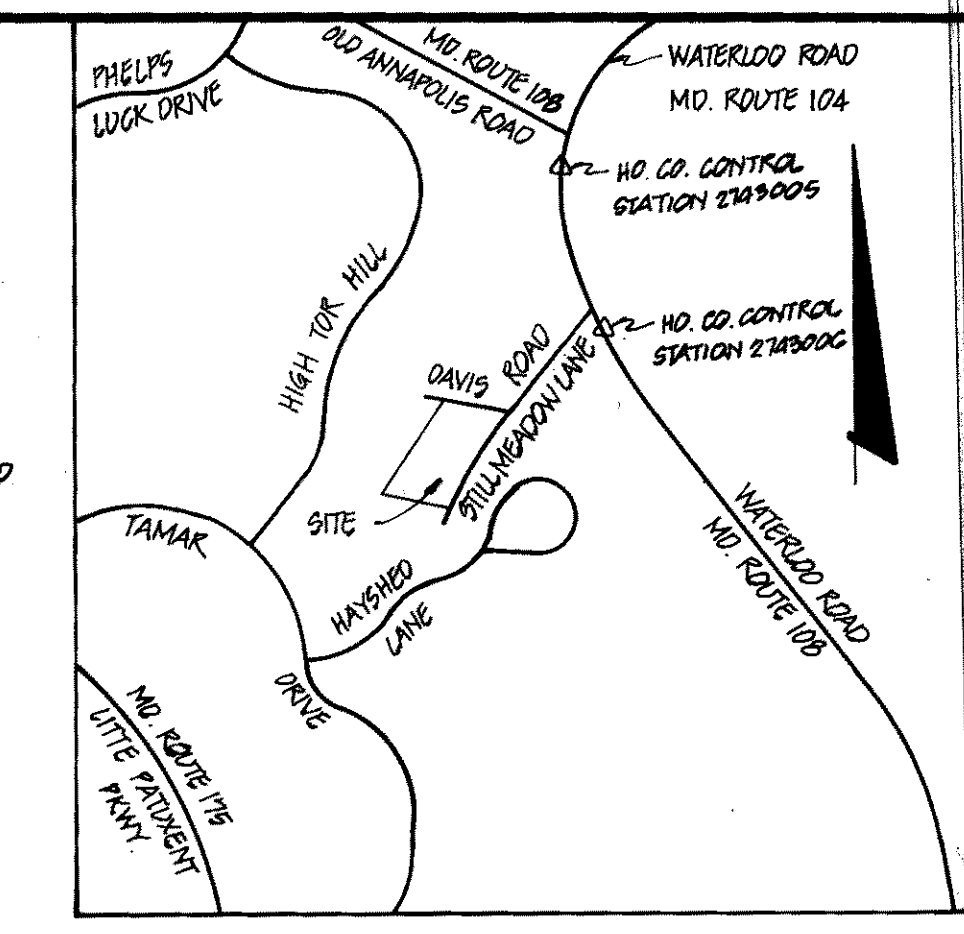 PHELPS
LUCK DRIVE
MD. ROUTE 108
OLD ANNAPOLIS ROAD
WATERLOO ROAD
MD. ROUTE 104
HO. CO. CONTROL
STATION 2743005
HIGH TOR HILL
HO. CO. CONTROL
STATION 2743006
DAVIS ROAD
STILL MEADOW LANE
SITE
TAMAR
DRIVE
HAYSHED
LANE
WATERLOO ROAD
MD. ROUTE 108
MD. ROUTE 175
LITTE PATUXENT
PKWY.